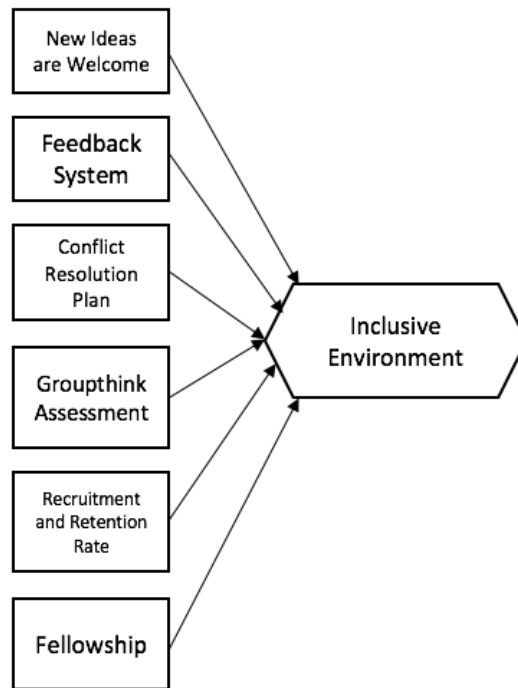 New Ideas
are Welcome
Feedback
System
Conflict
Resolution
Plan
Groupthink
Assessment
Recruitment
and Retention
Rate
Fellowship
Inclusive
Environment